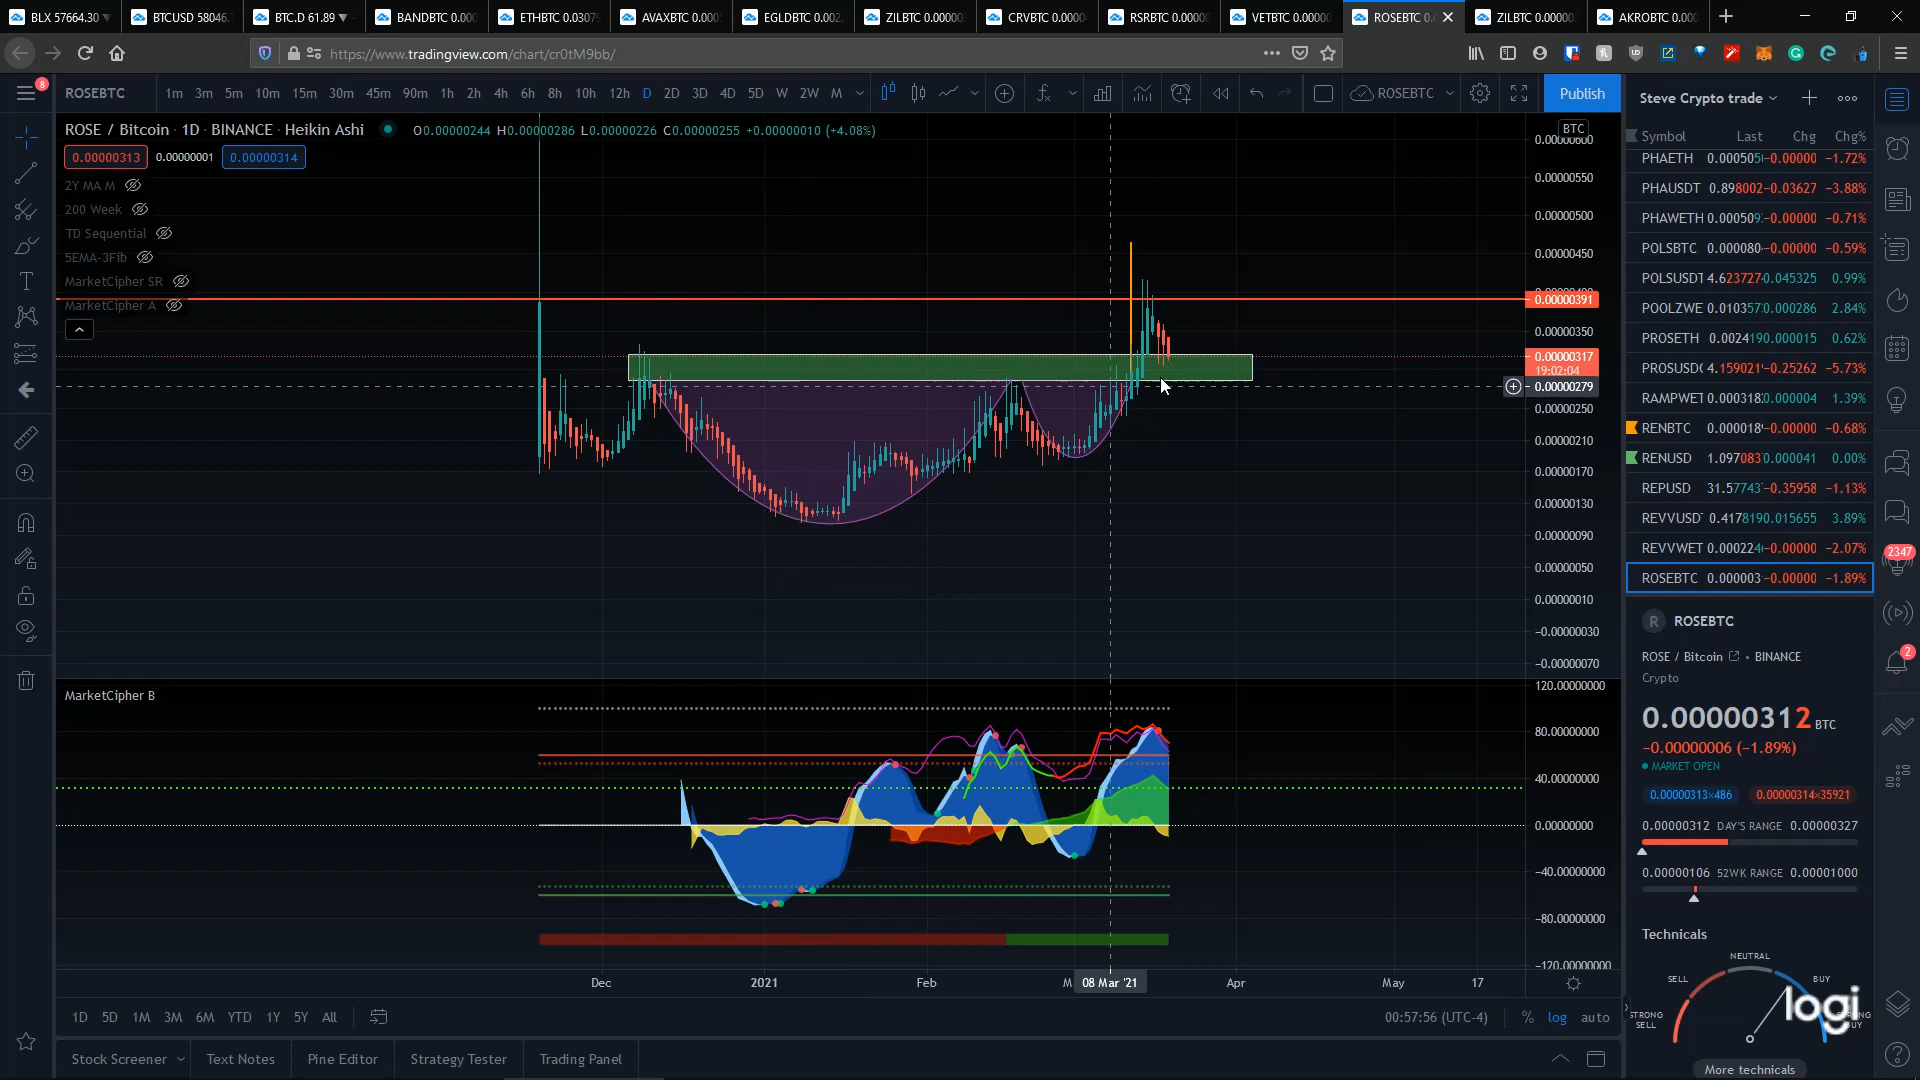 BLX 57664.30
BTCUSD 58046.
BTC.D 61.89
BANDBTC 0.000
ETHBTC 0.0307
AVAXBTC 0.000
EGLDBTC 0.002
ZILBTC 0.00000
CRVBTC 0.0000
RSRBTC 0.0000
VETBTC 0.0000
ROSEBTC 0.
ZILBTC 0.00000
AKROBTC 0.000
https://www.tradingview.com/chart/cr0tM9bb/
8
ROSEBTC 1m 3m 5m 10m 15m 30m 45m 90m 1h 2h 4h 6h 8h 10h 12h D 2D 3D 4D 5D W 2W M ROSEBTC Publish
ROSE / Bitcoin · 1D · BINANCE · Heikin Ashi O0.00000244 H0.00000286 L0.00000226 C0.00000255 +0.00000010 (+4.08%)
0.00000313 0.00000001 0.00000314
2Y MA M
200 Week
TD Sequential
5EMA-3Fib
MarketCipher SR
MarketCipher A
BTC
0.00000600
0.00000550
0.00000500
0.00000450
0.00000391
0.00000350
0.00000317
19:02:04
0.00000279
0.00000250
0.00000210
0.00000170
0.00000130
0.00000090
0.00000050
0.00000010
−0.00000030
−0.00000070
MarketCipher B
120.00000000
80.00000000
40.00000000
0.00000000
−40.00000000
−80.00000000
−120.00000000
Dec 2021 Feb M 08 Mar '21 Apr May 17
1D 5D 1M 3M 6M YTD 1Y 5Y All 00:57:56 (UTC-4) % log auto
Stock Screener Text Notes Pine Editor Strategy Tester Trading Panel
Steve Crypto trade
Symbol Last Chg Chg%
PHAETH 0.000505 −0.00000 −1.72%
PHAUSDT 0.898002 −0.03627 −3.88%
PHAWETH 0.000509 −0.00000 −0.71%
POLSBTC 0.000080 −0.00000 −0.59%
POLSUSDT 4.623727 0.045325 0.99%
POOLZWE 0.010357 0.000286 2.84%
PROSETH 0.002419 0.000015 0.62%
PROSUSD 4.15902 −0.25262 −5.73%
RAMPWET 0.000318 0.000004 1.39%
RENBTC 0.000018 −0.00000 −0.68%
RENUSD 1.097083 0.000041 0.00%
REPUSD 31.5774 −0.35958 −1.13%
REVVUSD 0.417819 0.015655 3.89%
REVVWET 0.000224 −0.00000 −2.07%
ROSEBTC 0.000003 −0.00000 −1.89%
R ROSEBTC
ROSE / Bitcoin · BINANCE
Crypto
0.00000312 BTC
−0.00000006 (−1.89%)
MARKET OPEN
0.00000313×486 0.00000314×35921
0.00000312 DAY'S RANGE 0.00000327
0.00000106 52WK RANGE 0.00001000
Technicals
NEUTRAL
SELL BUY
STRONG SELL
BUY
logi
More technicals
2347
2